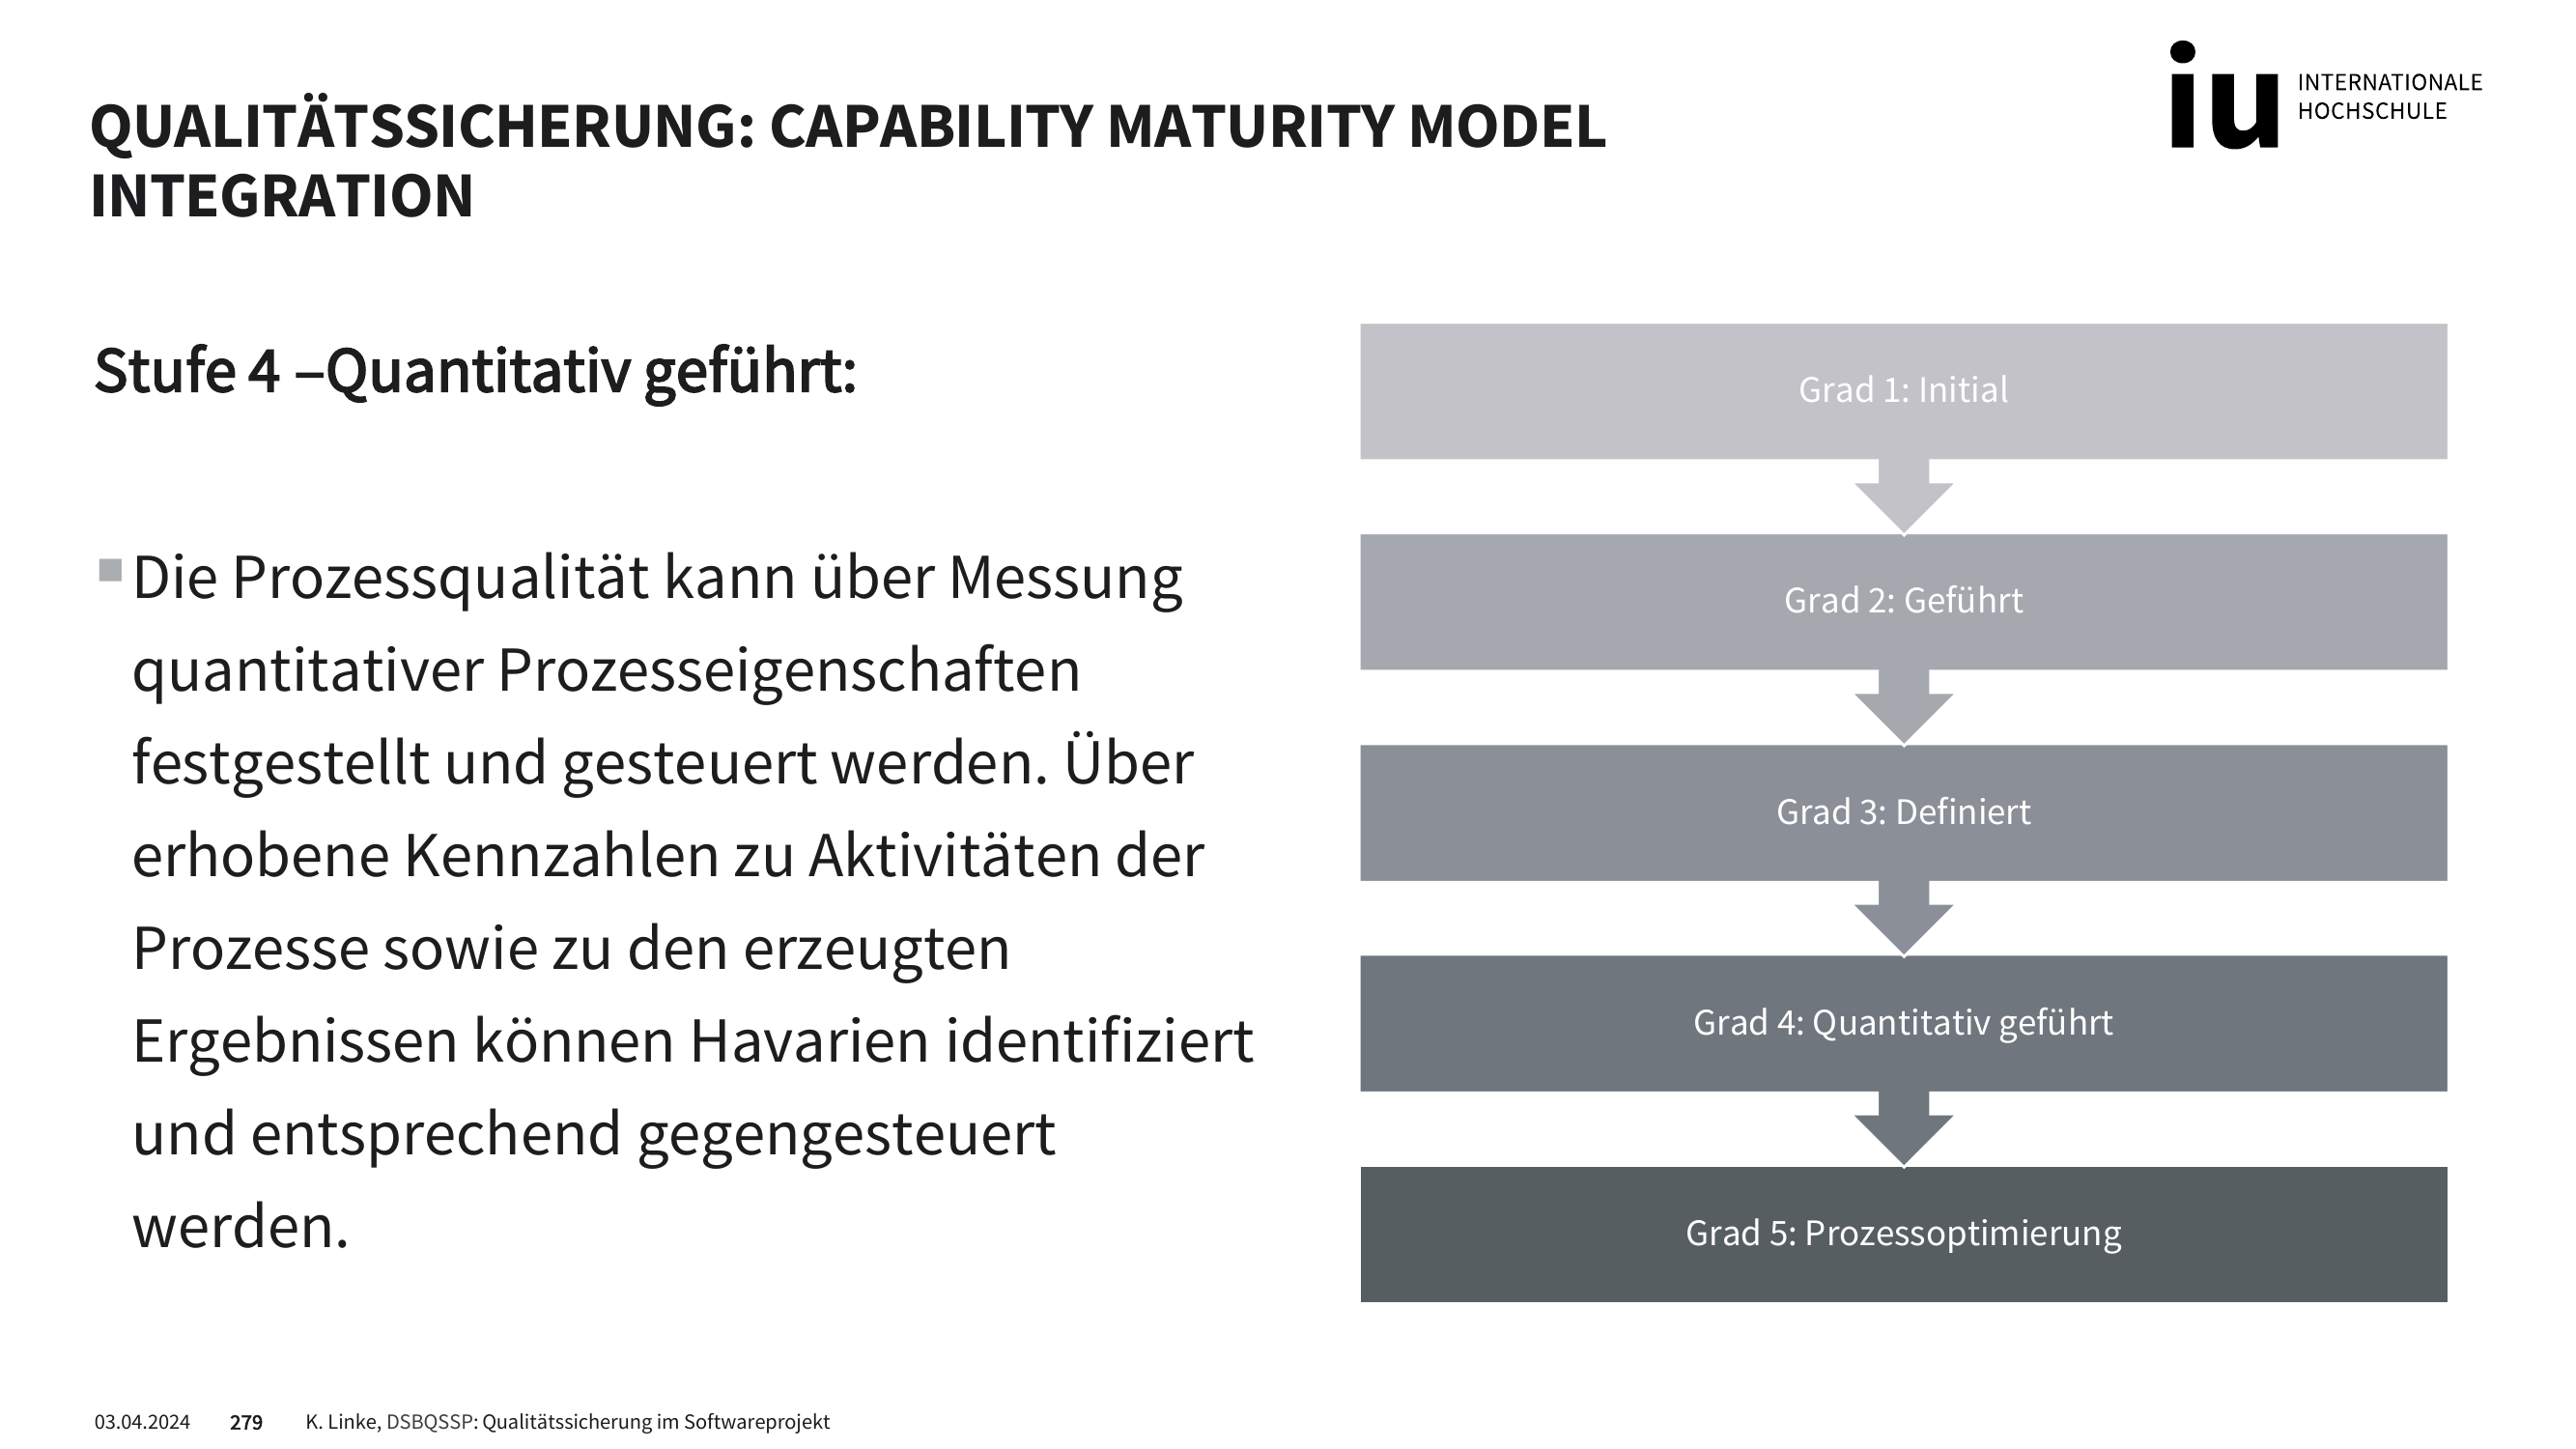 QUALITÄTSSICHERUNG: CAPABILITY MATURITY MODEL
INTEGRATION
iu INTERNATIONALE
HOCHSCHULE
Stufe 4 –Quantitativ geführt:
Die Prozessqualität kann über Messung
quantitativer Prozesseigenschaften
festgestellt und gesteuert werden. Über
erhobene Kennzahlen zu Aktivitäten der
Prozesse sowie zu den erzeugten
Ergebnissen können Havarien identifiziert
und entsprechend gegengesteuert
werden.
Grad 1: Initial
Grad 2: Geführt
Grad 3: Definiert
Grad 4: Quantitativ geführt
Grad 5: Prozessoptimierung
03.04.2024 279 K. Linke, DSBQSSP: Qualitätssicherung im Softwareprojekt